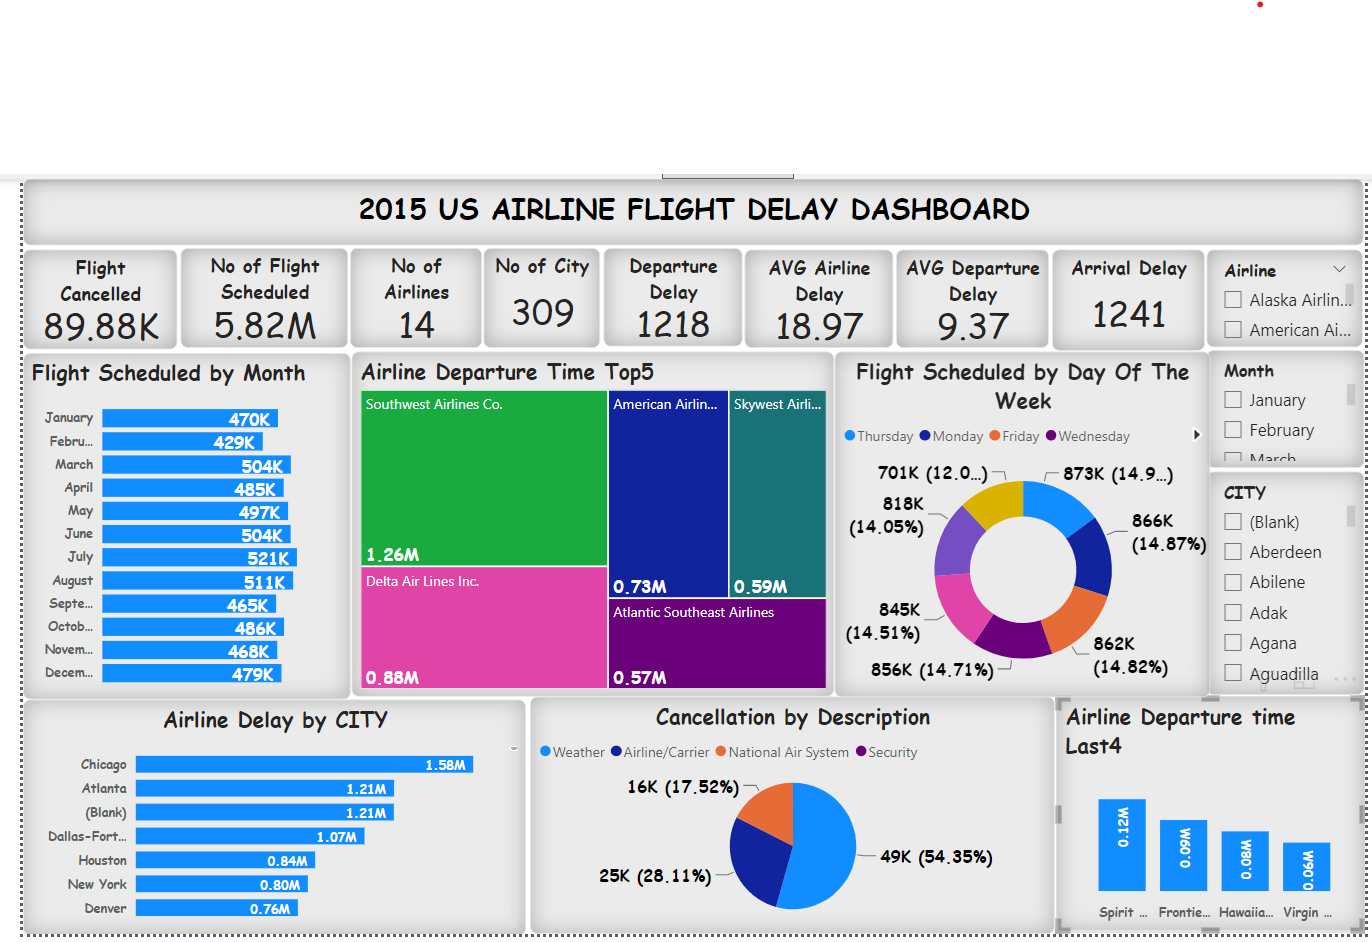 2015 US AIRLINE FLIGHT DELAY DASHBOARD
Flight
Cancelled
89.88K
No of Flight
Scheduled
5.82M
No of
Airlines
14
No of City
309
Departure
Delay
1218
AVG Airline
Delay
18.97
AVG Departure
Delay
9.37
Arrival Delay
1241
Airline
Alaska Airlin...
American Ai...
Flight Scheduled by Month
January
470K
Febru...
429K
March
504K
April
485K
May
497K
June
504K
July
521K
August
511K
Septe...
465K
Octob...
486K
Novem...
468K
Decem...
479K
Airline Departure Time Top5
Southwest Airlines Co.
1.26M
Delta Air Lines Inc.
0.88M
American Airlin...
0.73M
Skywest Airli...
0.59M
Atlantic Southeast Airlines
0.57M
Flight Scheduled by Day Of The
Week
Thursday Monday Friday Wednesday
873K (14.9...)
866K
(14.87%)
862K
(14.82%)
856K (14.71%)
845K
(14.51%)
818K
(14.05%)
701K (12.0...)
Month
January
February
March
CITY
(Blank)
Aberdeen
Abilene
Adak
Agana
Aguadilla
Airline Delay by CITY
Chicago
1.58M
Atlanta
1.21M
(Blank)
1.21M
Dallas-Fort...
1.07M
Houston
0.84M
New York
0.80M
Denver
0.76M
Cancellation by Description
Weather Airline/Carrier National Air System Security
16K (17.52%)
49K (54.35%)
25K (28.11%)
Airline Departure time
Last4
0.12M
0.09M
0.08M
0.06M
Spirit ...
Frontie...
Hawaiia...
Virgin ...